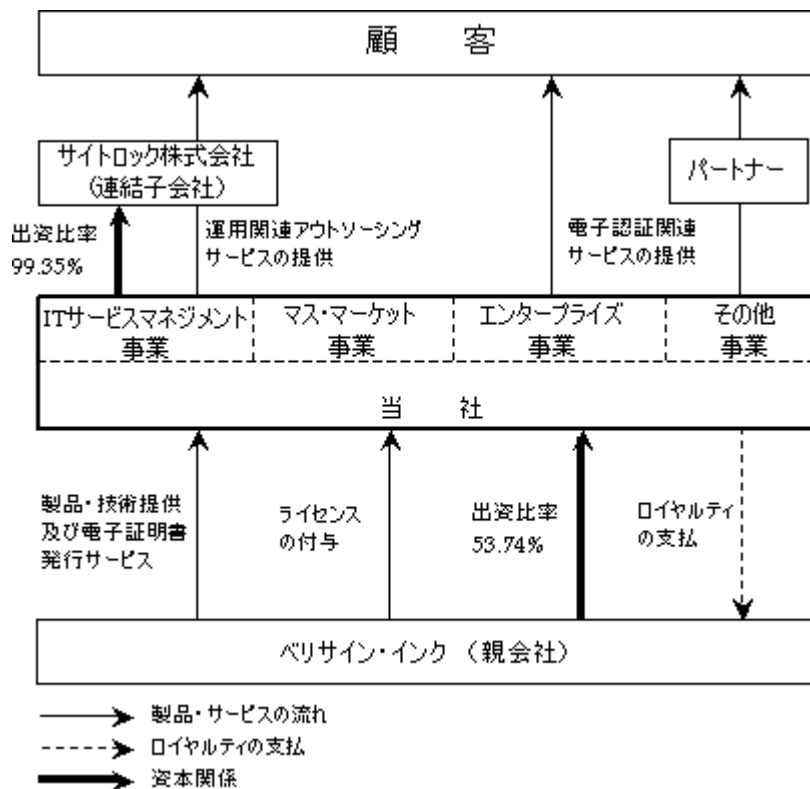 顧 客
サイトロック株式会社
(連結子会社)
パートナー
出資比率
99.35%
運用関連アウトソーシング
サービスの提供
電子認証関連
サービスの提供
ITサービスマネジメント
事業
マス・マーケット
事業
エンタープライズ
事業
その他
事業
当 社
製品・技術提供
及び電子証明書
発行サービス
ライセンス
の付与
出資比率
53.74%
ロイヤルティ
の支払
ベリサイン・インク (親会社)
製品・サービスの流れ
ロイヤルティの支払
資本関係